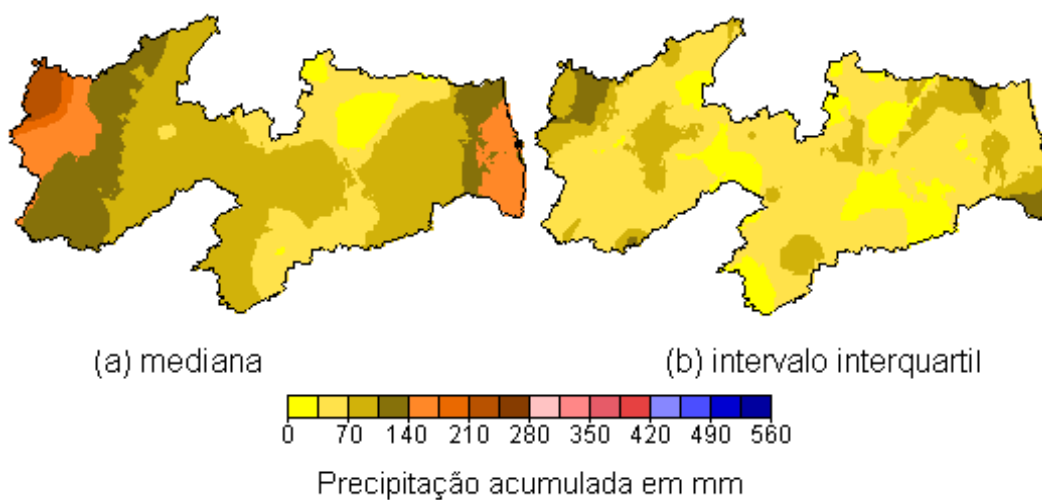 (a) mediana
(b) intervalo interquartil
0 70 140 210 280 350 420 490 560
Precipitação acumulada em mm